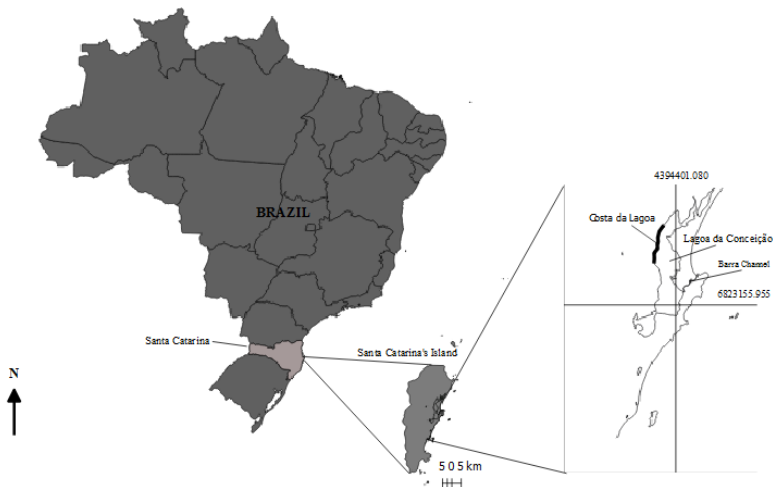 4394401.080
Costa da Lagoa
Lagoa da Conceição
BRAZIL
Barra Channel
6823155.955
Santa Catarina
Santa Catarina's Island
N
5 0 5 km